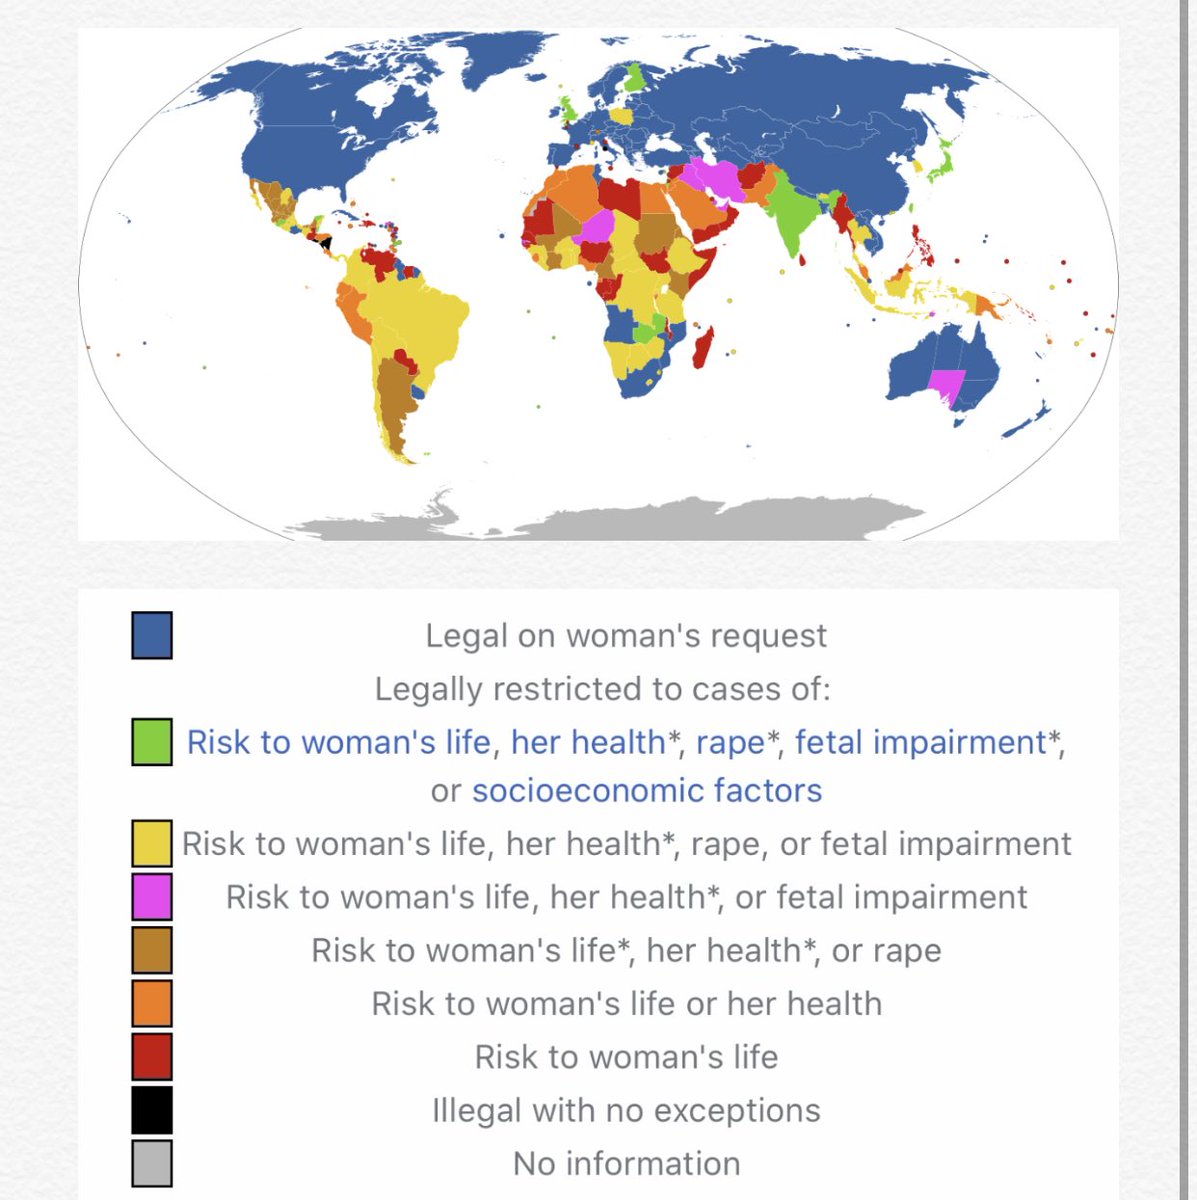 Legal on woman's request
Legally restricted to cases of:
Risk to woman's life, her health*, rape*, fetal impairment*,
or socioeconomic factors
Risk to woman's life, her health*, rape, or fetal impairment
Risk to woman's life, her health*, or fetal impairment
Risk to woman's life*, her health*, or rape
Risk to woman's life or her health
Risk to woman's life
Illegal with no exceptions
No information